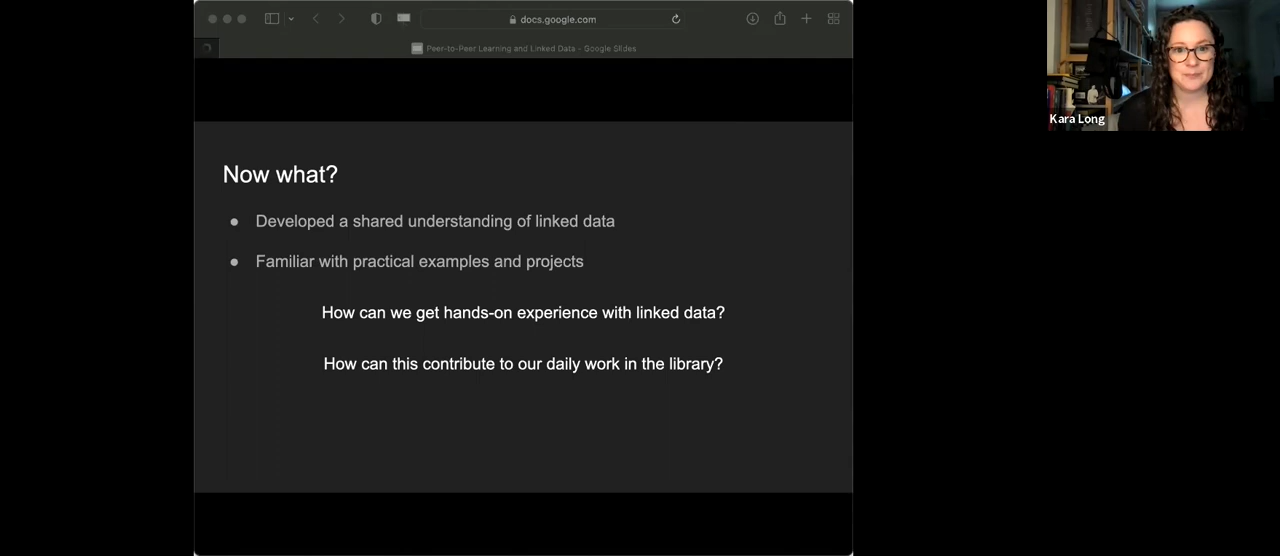 docs.google.com
Peer-to-Peer Learning and Linked Data - Google Slides
Kara Long
Now what?
● Developed a shared understanding of linked data
● Familiar with practical examples and projects
How can we get hands-on experience with linked data?
How can this contribute to our daily work in the library?